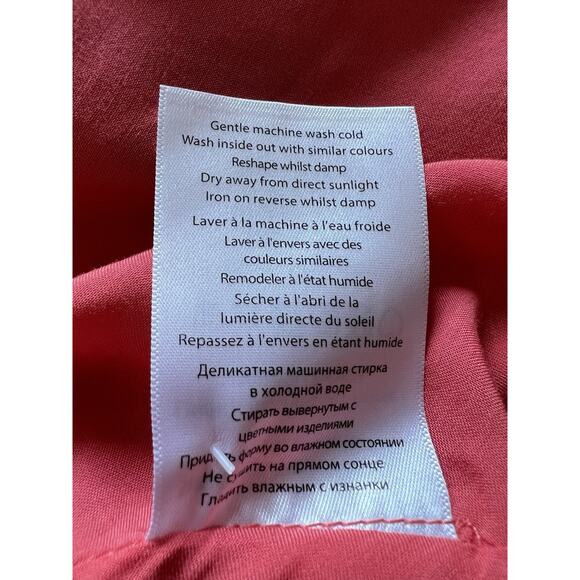 Gentle machine wash cold
Wash inside out with similar colours
Reshape whilst damp
Dry away from direct sunlight
Iron on reverse whilst damp
Laver à la machine à l'eau froide
Laver à l'envers avec des
couleurs similaires
Remodeler à l'état humide
Sécher à l'abri de la
lumière directe du soleil
Repassez à l'envers en étant humide
Деликатная машинная стирка
в холодной воде
Стирать вывернутым с
цветными изделиями
Придать форму во влажном состоянии
Не сушить на прямом сонце
Гладить влажным с изнанки